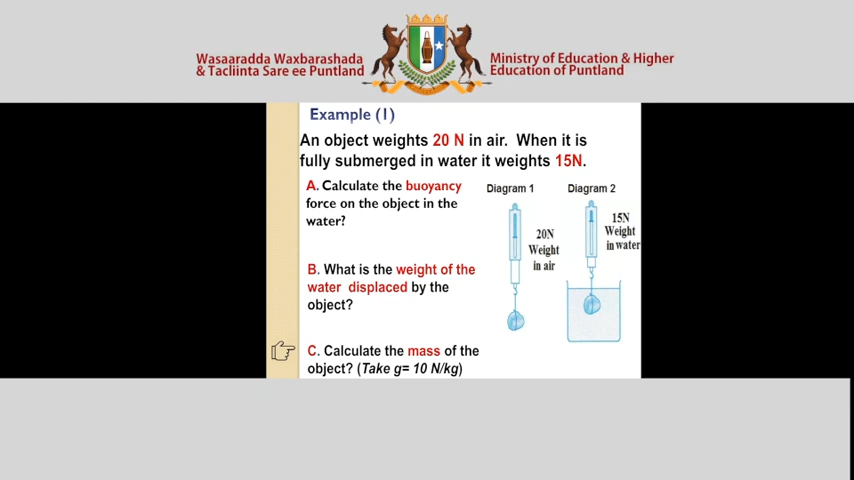 Wasaaradda Waxbarashada
& Tacliinta Sare ee Puntland
Ministry of Education & Higher
Education of Puntland
Example (1)
An object weights 20 N in air. When it is
fully submerged in water it weights 15N.
A. Calculate the buoyancy
force on the object in the
water?
B. What is the weight of the
water displaced by the
object?
C. Calculate the mass of the
object? (Take g= 10 N/kg)
Diagram 1
20N
Weight
in air
Diagram 2
15N
Weight
in water